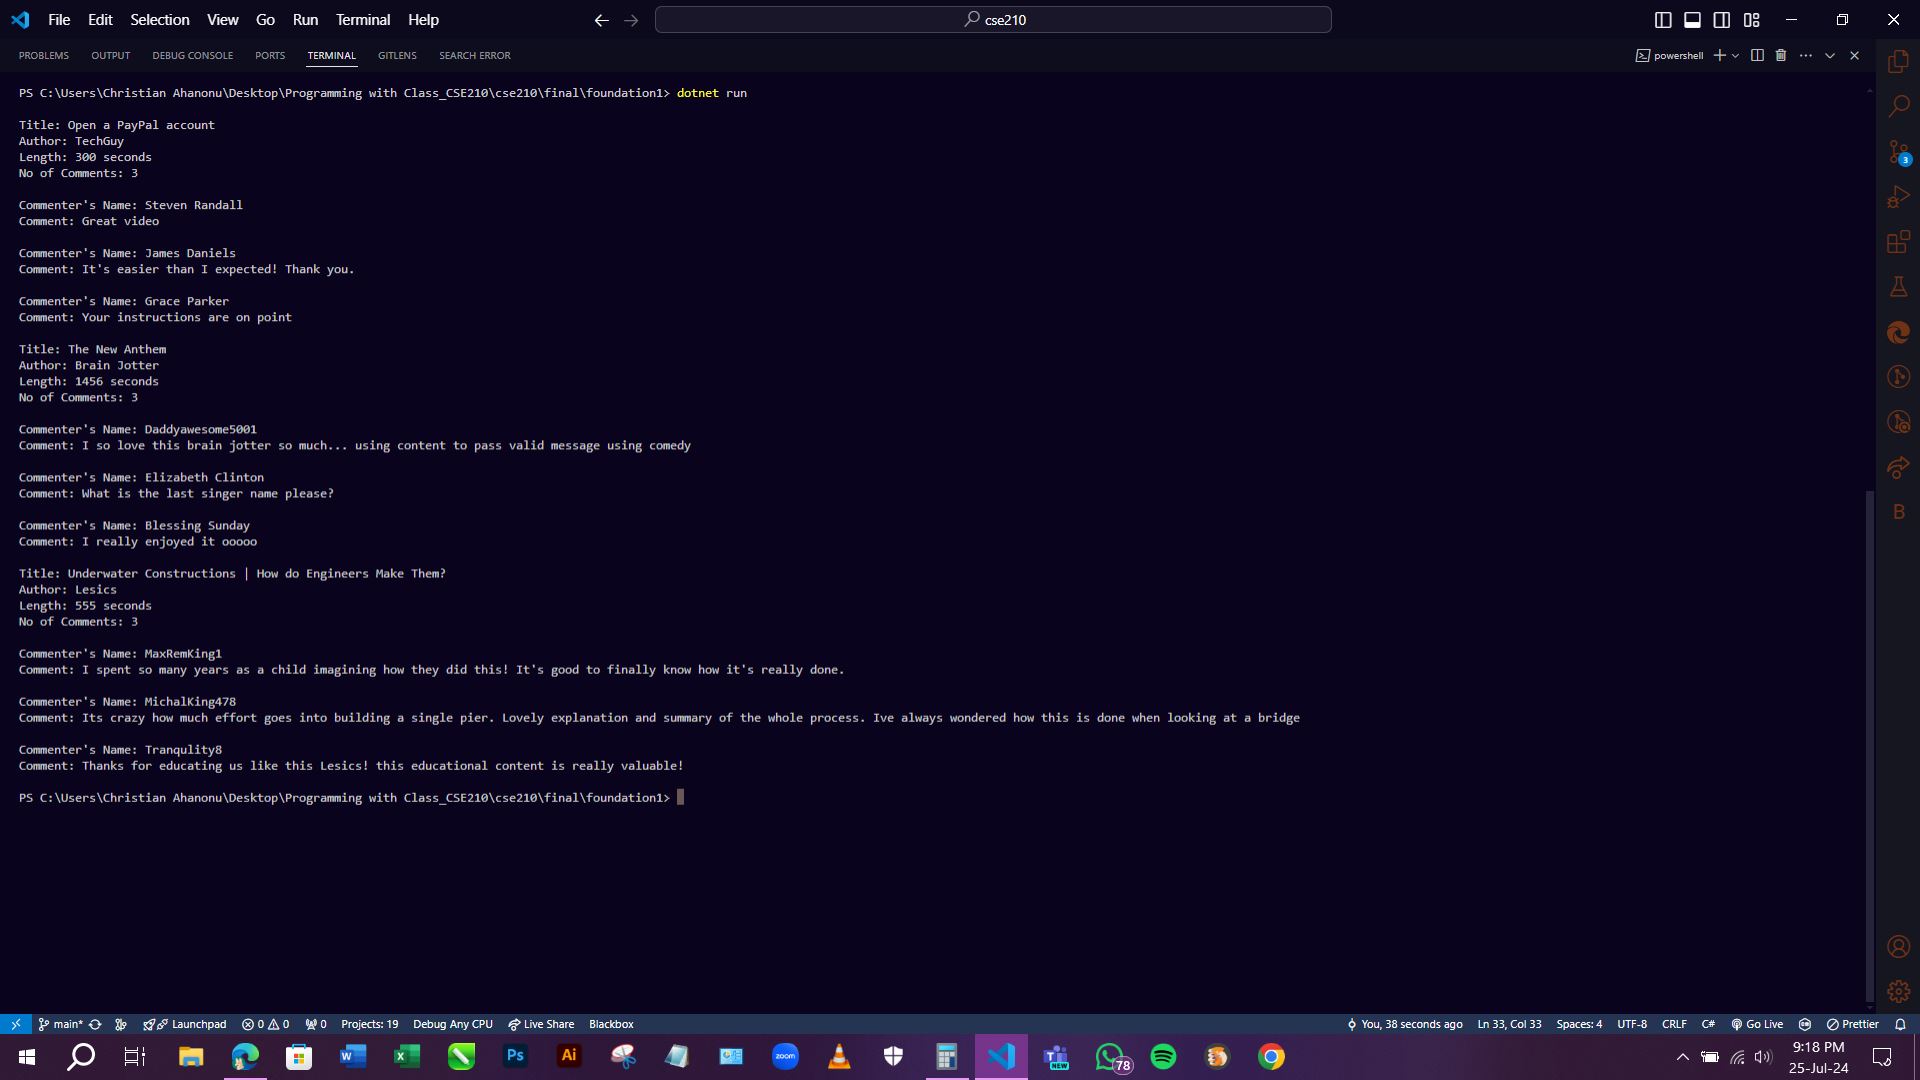 File Edit Selection View Go Run Terminal Help cse210
PROBLEMS OUTPUT DEBUG CONSOLE PORTS TERMINAL GITLENS SEARCH ERROR powershell
PS C:\Users\Christian Ahanonu\Desktop\Programming with Class_CSE210\cse210\final\foundation1> dotnet run
Title: Open a PayPal account
Author: TechGuy
Length: 300 seconds
No of Comments: 3
Commenter's Name: Steven Randall
Comment: Great video
Commenter's Name: James Daniels
Comment: It's easier than I expected! Thank you.
Commenter's Name: Grace Parker
Comment: Your instructions are on point
Title: The New Anthem
Author: Brain Jotter
Length: 1456 seconds
No of Comments: 3
Commenter's Name: Daddyawesome5001
Comment: I so love this brain jotter so much... using content to pass valid message using comedy
Commenter's Name: Elizabeth Clinton
Comment: What is the last singer name please?
Commenter's Name: Blessing Sunday
Comment: I really enjoyed it ooooo
Title: Underwater Constructions | How do Engineers Make Them?
Author: Lesics
Length: 555 seconds
No of Comments: 3
Commenter's Name: MaxRemKing1
Comment: I spent so many years as a child imagining how they did this! It's good to finally know how it's really done.
Commenter's Name: MichalKing478
Comment: Its crazy how much effort goes into building a single pier. Lovely explanation and summary of the whole process. Ive always wondered how this is done when looking at a bridge
Commenter's Name: Tranqulity8
Comment: Thanks for educating us like this Lesics! this educational content is really valuable!
PS C:\Users\Christian Ahanonu\Desktop\Programming with Class_CSE210\cse210\final\foundation1>
3
B
main* Launchpad 0 0 0 Projects: 19 Debug Any CPU Live Share Blackbox You, 38 seconds ago Ln 33, Col 33 Spaces: 4 UTF-8 CRLF C# Go Live Prettier
Ps Ai zoom NEW 78
9:18 PM
25-Jul-24